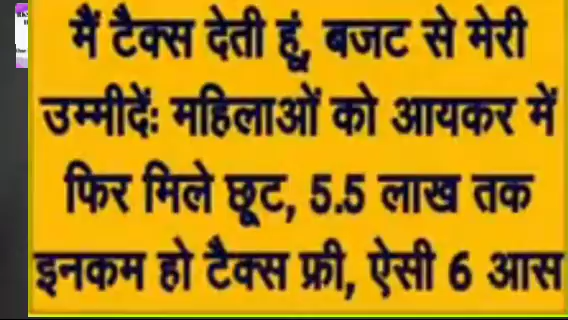 मैं टैक्स देती हूं, बजट से मेरी
उम्मीदें: महिलाओं को आयकर में
फिर मिले छूट, 5.5 लाख तक
इनकम हो टैक्स फ्री, ऐसी 6 आस